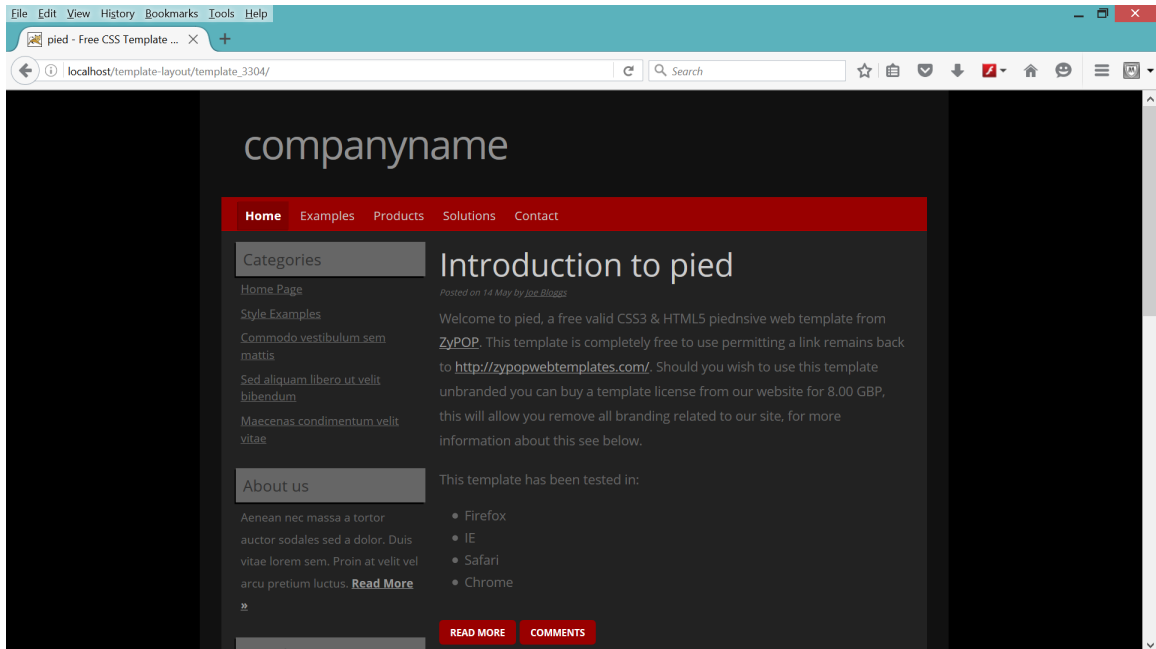 File Edit View History Bookmarks Tools Help
pied - Free CSS Template ...
localhost/template-layout/template_3304/
Search
companyname
Home Examples Products Solutions Contact
Categories
Home Page
Style Examples
Commodo vestibulum sem
mattis
Sed aliquam libero ut velit
bibendum
Maecenas condimentum velit
vitae
About us
Aenean nec massa a tortor
auctor sodales sed a dolor. Duis
vitae lorem sem. Proin at velit vel
arcu pretium luctus. Read More
»
Introduction to pied
Posted on 14 May by Joe Bloggs
Welcome to pied, a free valid CSS3 & HTML5 piednsive web template from
ZyPOP. This template is completely free to use permitting a link remains back
to http://zypopwebtemplates.com/. Should you wish to use this template
unbranded you can buy a template license from our website for 8.00 GBP,
this will allow you remove all branding related to our site, for more
information about this see below.
This template has been tested in:
• Firefox
• IE
• Safari
• Chrome
READ MORE COMMENTS